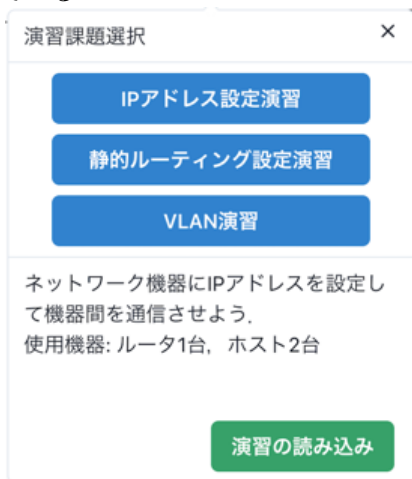 演習課題選択 ×
IPアドレス設定演習
静的ルーティング設定演習
VLAN演習
ネットワーク機器にIPアドレスを設定し
て機器間を通信させよう.
使用機器: ルータ1台, ホスト2台
演習の読み込み